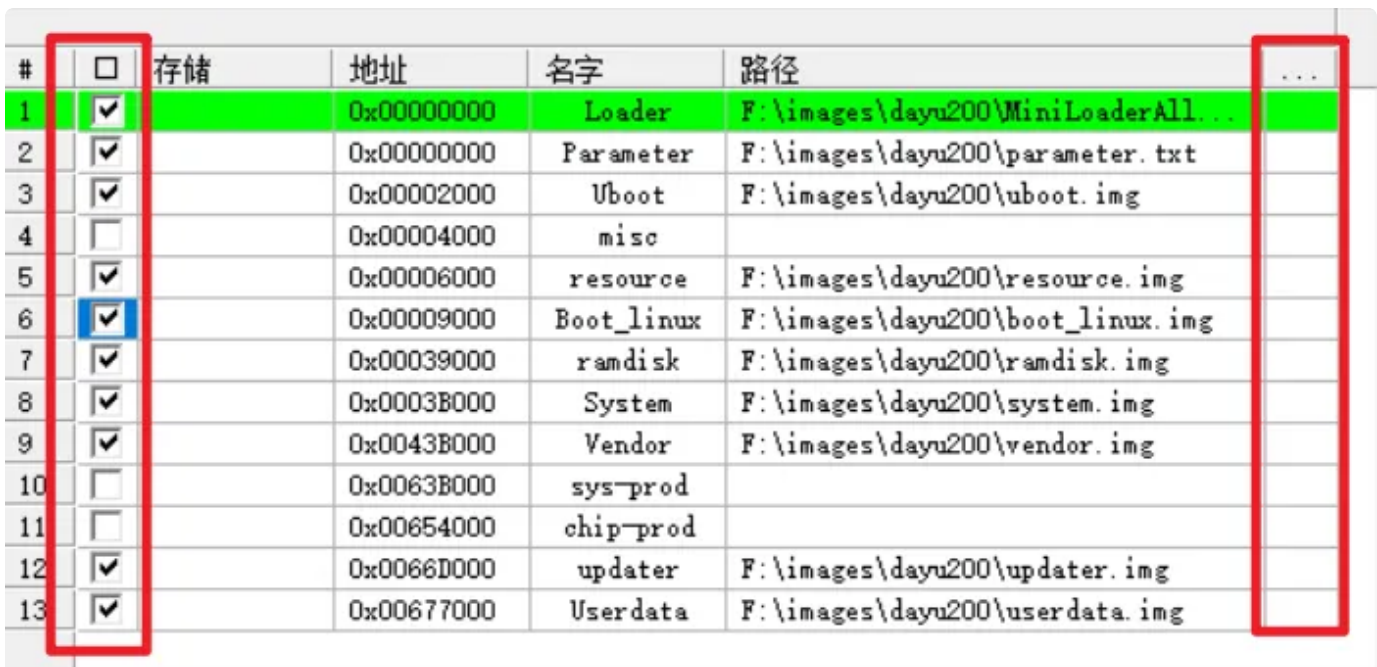 # 存储 地址 名字 路径 ...
1 0x00000000 Loader F:\images\dayu200\MiniLoaderAll...
2 0x00000000 Parameter F:\images\dayu200\parameter.txt
3 0x00002000 Uboot F:\images\dayu200\uboot.img
4 0x00004000 misc
5 0x00006000 resource F:\images\dayu200\resource.img
6 0x00009000 Boot_linux F:\images\dayu200\boot_linux.img
7 0x00039000 ramdisk F:\images\dayu200\ramdisk.img
8 0x0003B000 System F:\images\dayu200\system.img
9 0x0043B000 Vendor F:\images\dayu200\vendor.img
10 0x0063B000 sys-prod
11 0x00654000 chip-prod
12 0x0066D000 updater F:\images\dayu200\updater.img
13 0x00677000 Userdata F:\images\dayu200\userdata.img